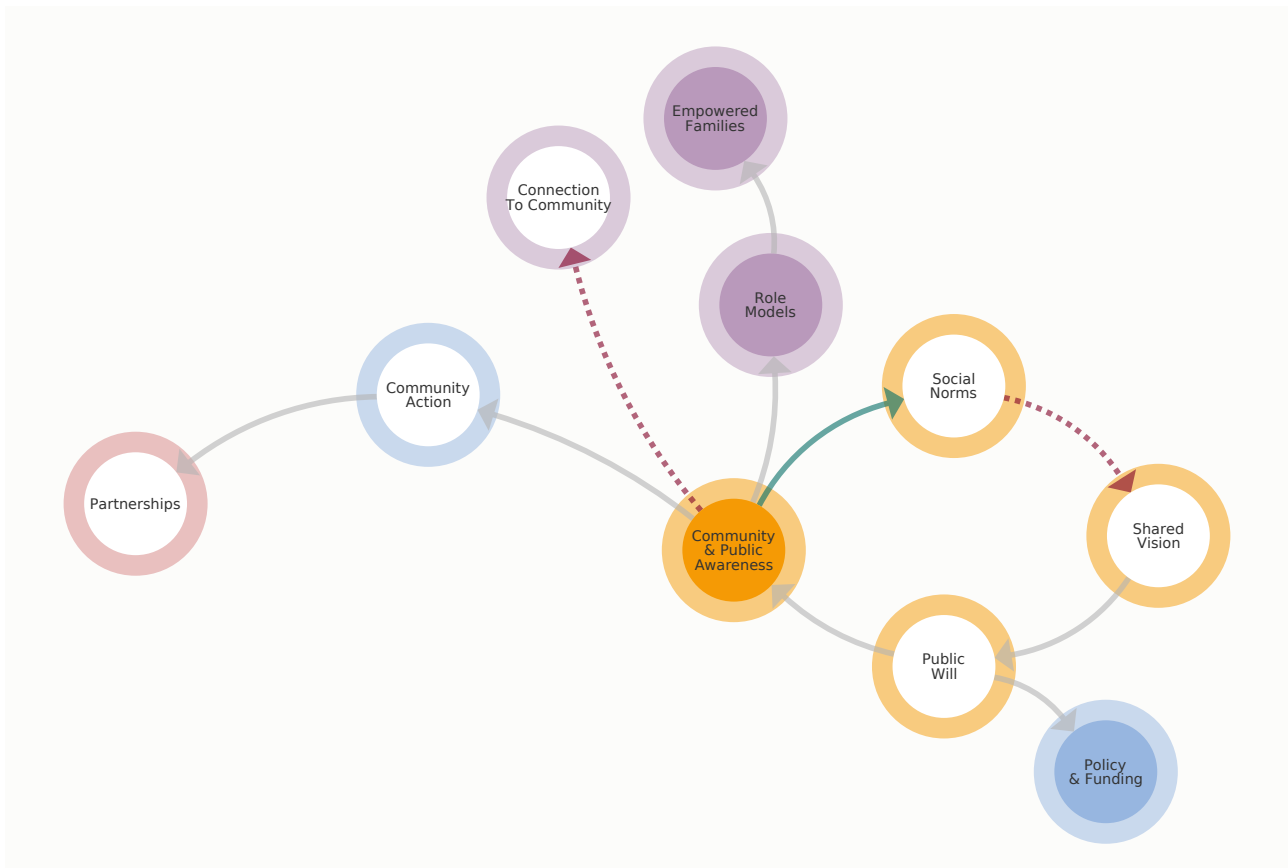 Empowered
Families
Connection
To Community
Role
Models
Social
Norms
Community
Action
Partnerships
Community
& Public
Awareness
Shared
Vision
Public
Will
Policy
& Funding